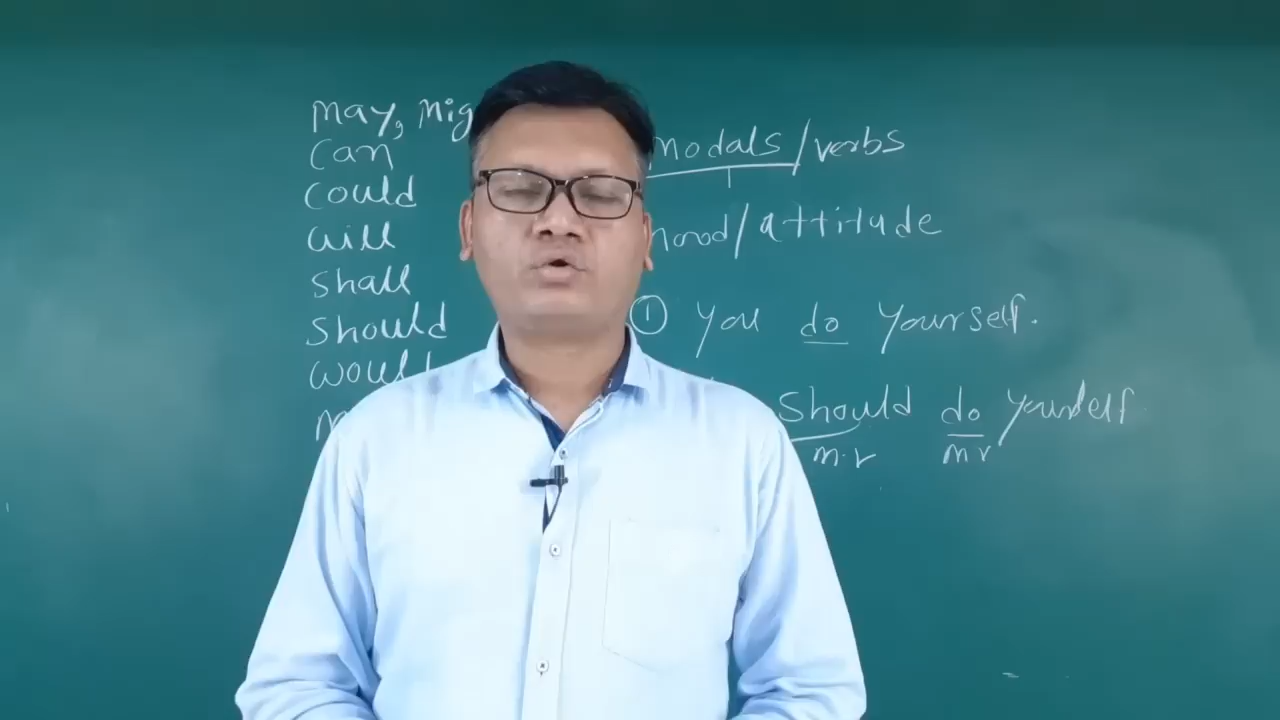 may, Mig
Can
Could
will
shall
should
would
modals/verbs
mood/attitude
① You do yourself.
should do yourself
m.v mv